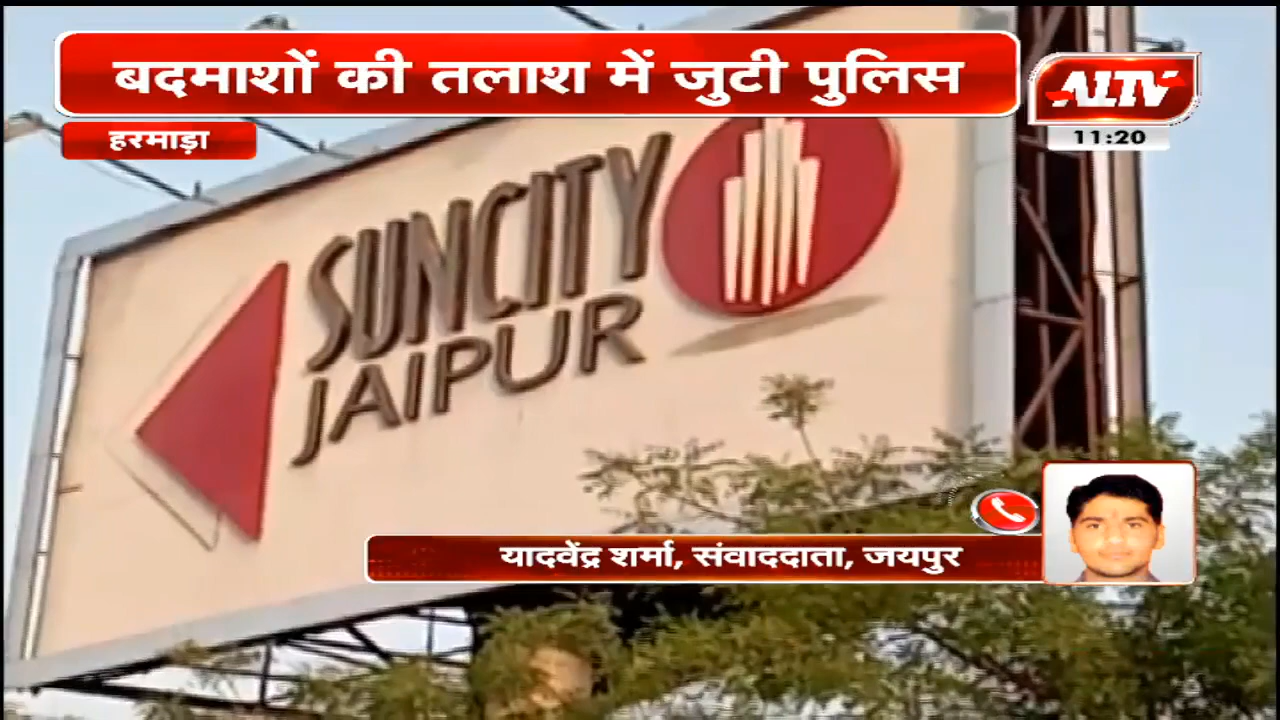 बदमाशों की तलाश में जुटी पुलिस
ALTV
11:20
हरमाड़ा
SUNCITY
JAIPUR
यादवेंद्र शर्मा, संवाददाता, जयपुर